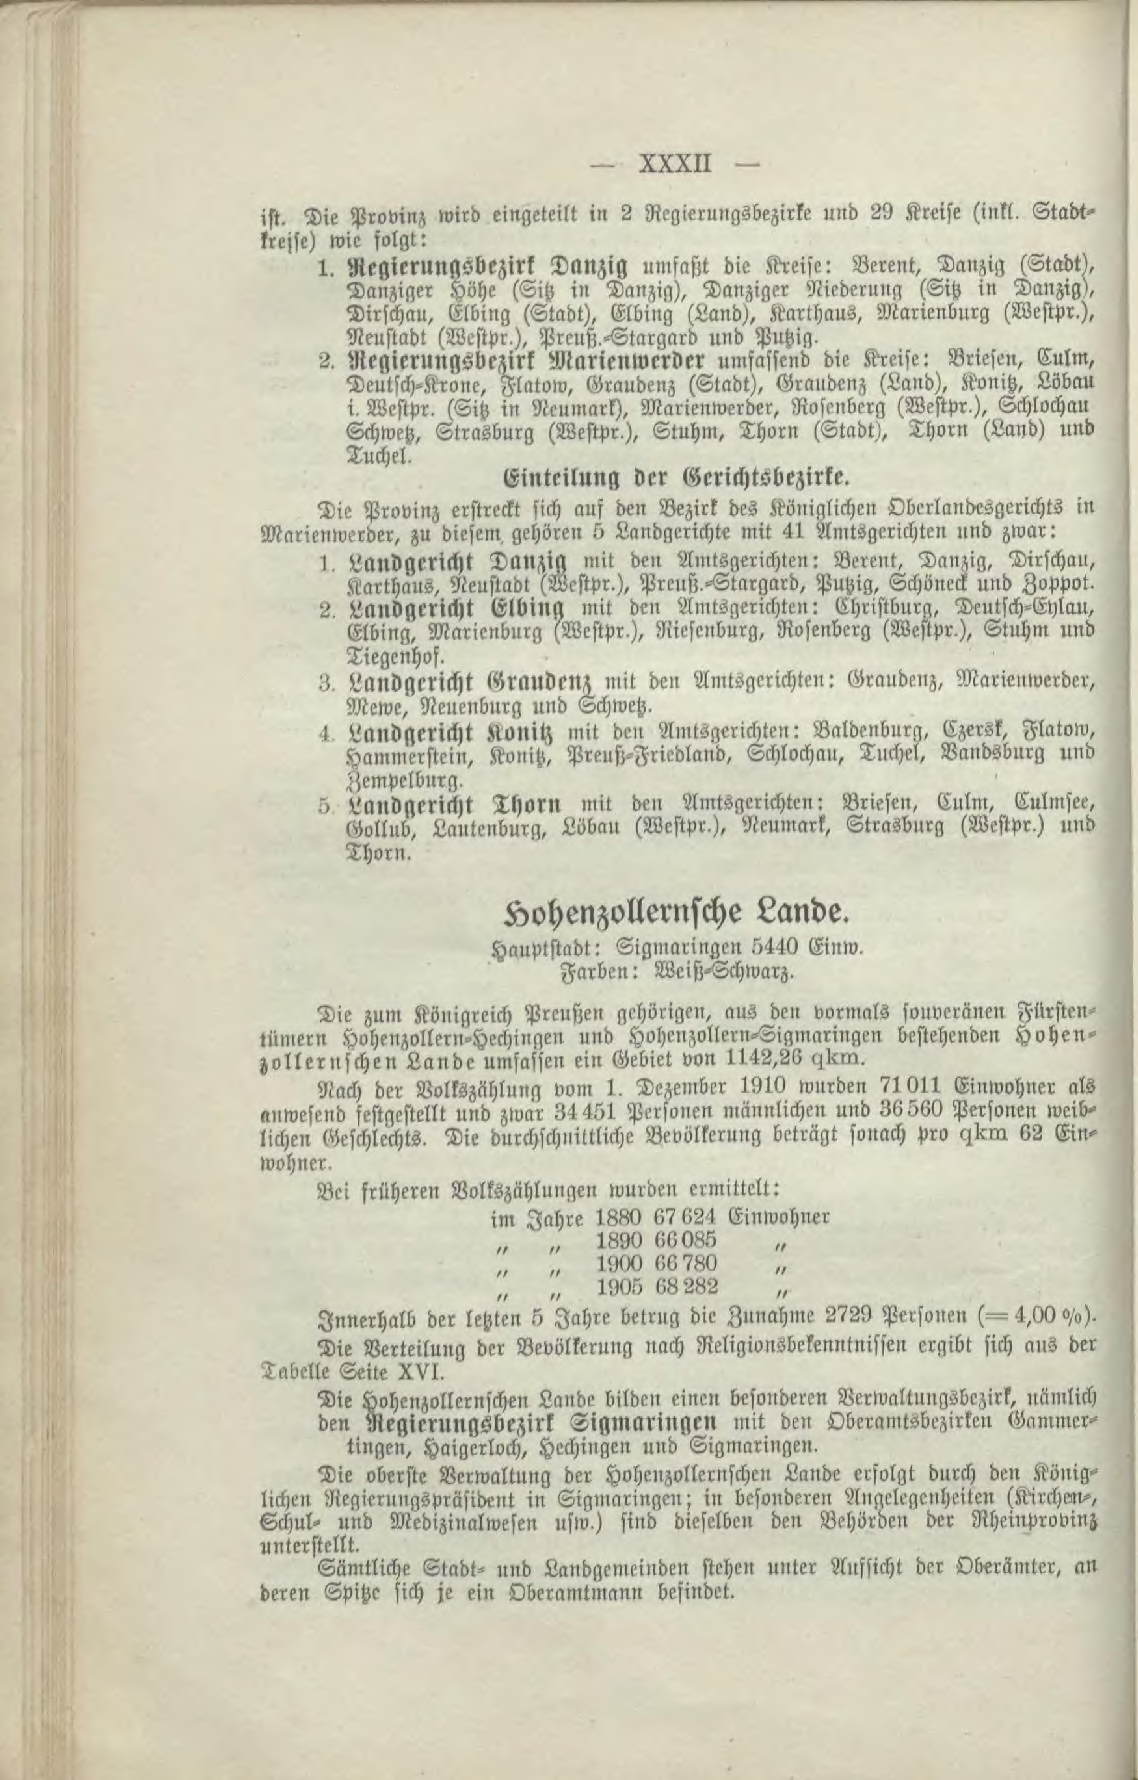 — XXXII —
ist. Die Provinz wird eingeteilt in 2 Regierungsbezirke und 29 Kreise (inkl. Stadt-
kreise) wie folgt:
1. Regierungsbezirk Danzig umfaßt die Kreise: Berent, Danzig (Stadt),
Danziger Höhe (Sitz in Danzig), Danziger Niederung (Sitz in Danzig),
Dirschau, Elbing (Stadt), Elbing (Land), Karthaus, Marienburg (Westpr.),
Neustadt (Westpr.), Preuß.-Stargard und Putzig.
2. Regierungsbezirk Marienwerder umfassend die Kreise: Briesen, Culm,
Deutsch-Krone, Flatow, Graudenz (Stadt), Graudenz (Land), Konitz, Löbau
i. Westpr. (Sitz in Neumark), Marienwerder, Rosenberg (Westpr.), Schlochau
Schwetz, Strasburg (Westpr.), Stuhm, Thorn (Stadt), Thorn (Land) und
Tuchel.
Einteilung der Gerichtsbezirke.
Die Provinz erstreckt sich auf den Bezirk des Königlichen Oberlandesgerichts in
Marienwerder, zu diesem gehören 5 Landgerichte mit 41 Amtsgerichten und zwar:
1. Landgericht Danzig mit den Amtsgerichten: Berent, Danzig, Dirschau,
Karthaus, Neustadt (Westpr.), Preuß.-Stargard, Putzig, Schöneck und Zoppot.
2. Landgericht Elbing mit den Amtsgerichten: Christburg, Deutsch-Eylau,
Elbing, Marienburg (Westpr.), Riesenburg, Rosenberg (Westpr.), Stuhm und
Tiegenhof.
3. Landgericht Graudenz mit den Amtsgerichten: Graudenz, Marienwerder,
Mewe, Neuenburg und Schwetz.
4. Landgericht Konitz mit den Amtsgerichten: Baldenburg, Czersk, Flatow,
Hammerstein, Konitz, Preuß-Friedland, Schlochau, Tuchel, Vandsburg und
Zempelburg.
5. Landgericht Thorn mit den Amtsgerichten: Briesen, Culm, Culmsee,
Gollub, Lautenburg, Löbau (Westpr.), Neumark, Strasburg (Westpr.) und
Thorn.
Hohenzollernsche Lande.
Hauptstadt: Sigmaringen 5440 Einw.
Farben: Weiß-Schwarz.
Die zum Königreich Preußen gehörigen, aus den vormals souveränen Fürsten-
tümern Hohenzollern-Hechingen und Hohenzollern-Sigmaringen bestehenden Hohen-
zollernschen Lande umfassen ein Gebiet von 1142,26 qkm.
Nach der Volkszählung vom 1. Dezember 1910 wurden 71011 Einwohner als
anwesend festgestellt und zwar 34451 Personen männlichen und 36560 Personen weib-
lichen Geschlechts. Die durchschnittliche Bevölkerung beträgt sonach pro qkm 62 Ein-
wohner.
Bei früheren Volkszählungen wurden ermittelt:
im Jahre 1880 67624 Einwohner
„ „ 1890 66085 „
„ „ 1900 66780 „
„ „ 1905 68282 „
Innerhalb der letzten 5 Jahre betrug die Zunahme 2729 Personen (= 4,00 %).
Die Verteilung der Bevölkerung nach Religionsbekenntnissen ergibt sich aus der
Tabelle Seite XVI.
Die Hohenzollernschen Lande bilden einen besonderen Verwaltungsbezirk, nämlich
den Regierungsbezirk Sigmaringen mit den Oberamtsbezirken Gammer-
tingen, Haigerloch, Hechingen und Sigmaringen.
Die oberste Verwaltung der Hohenzollernschen Lande erfolgt durch den König-
lichen Regierungspräsident in Sigmaringen; in besonderen Angelegenheiten (Kirchen-,
Schul- und Medizinalwesen usw.) sind dieselben den Behörden der Rheinprovinz
unterstellt.
Sämtliche Stadt- und Landgemeinden stehen unter Aufsicht der Oberämter, an
deren Spitze sich je ein Oberamtmann befindet.